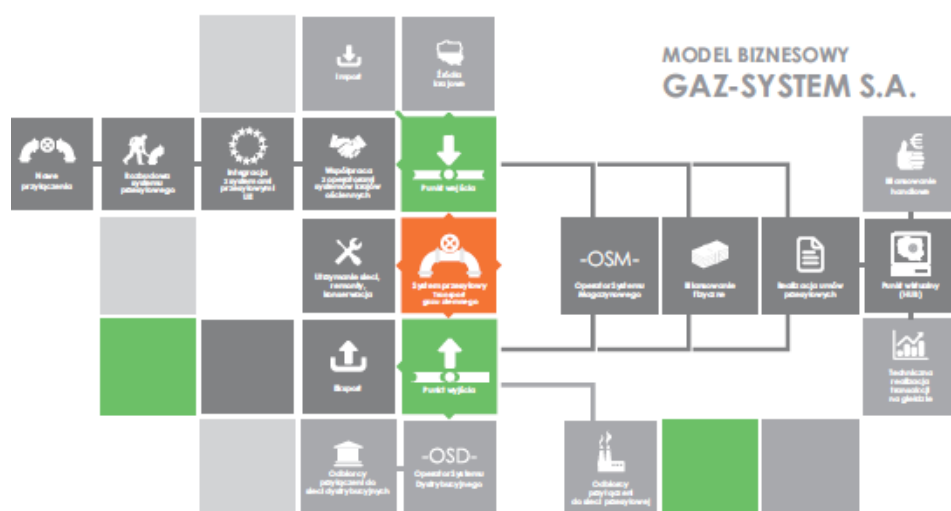 MODEL BIZNESOWY
GAZ-SYSTEM S.A.
Import
Źródła
krajowe
Nowe
przyłączenia
Rozbudowa
systemu
przesyłowego
Integracja
z systemami
przesyłowymi
UE
Współpraca
z operatorami
systemów krajów
ościennych
Punkt wejścia
Bilansowanie
handlowe
Utrzymanie sieci,
remonty,
konserwacja
System przesyłowy
Transport
gazu ziemnego
-OSM-
Operator Systemu
Magazynowego
Bilansowanie
fizyczne
Realizacja umów
przesyłowych
Punkt wirtualny
(HUB)
Eksport
Punkt wyjścia
Techniczna
realizacja
transakcji
na giełdzie
Odbiorcy
przyłączeni do
sieci dystrybucyjnych
-OSD-
Operator Systemu
Dystrybucyjnego
Odbiorcy
przyłączeni
do sieci przesyłowej